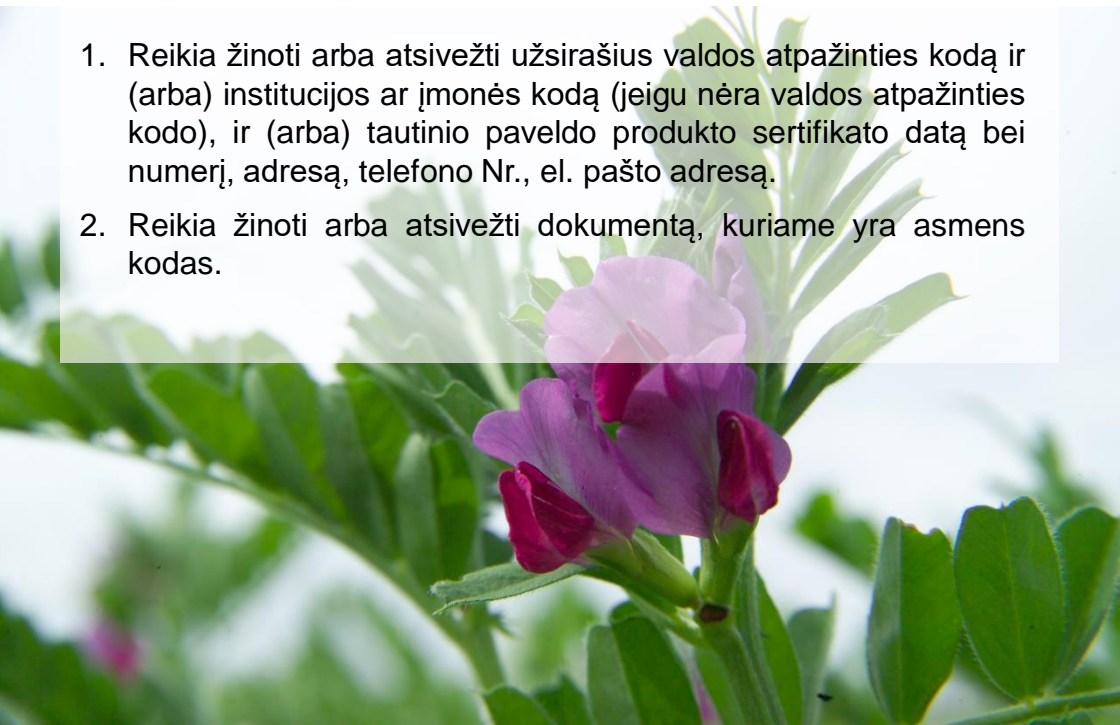 1. Reikia žinoti arba atsivežti užsirašius valdos atpažinties kodą ir
(arba) institucijos ar įmonės kodą (jeigu nėra valdos atpažinties
kodo), ir (arba) tautinio paveldo produkto sertifikato datą bei
numerį, adresą, telefono Nr., el. pašto adresą.
2. Reikia žinoti arba atsivežti dokumentą, kuriame yra asmens
kodas.